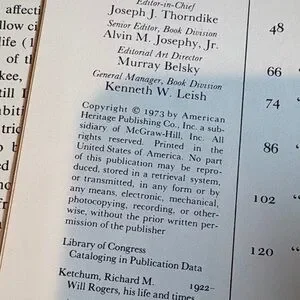 Editor-in-Chief
Joseph J. Thorndike
Senior Editor, Book Division
Alvin M. Josephy, Jr.
Editorial Art Director
Murray Belsky
General Manager, Book Division
Kenneth W. Leish
Copyright © 1973 by American
Heritage Publishing Co., Inc. a sub-
sidiary of McGraw-Hill, Inc. All
rights reserved. Printed in the
United States of America. No part
of this publication may be repro-
duced, stored in a retrieval system,
or transmitted, in any form or by
any means, electronic, mechanical,
photocopying, recording, or other-
wise, without the prior written per-
mission of the publisher
Library of Congress
Cataloging in Publication Data
Ketchum, Richard M. 1922–
Will Rogers, his life and times
48
66
74
86
102
120